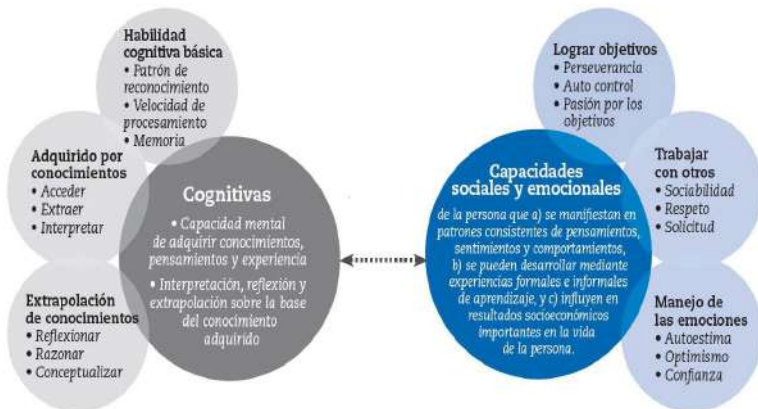 Habilidad
cognitiva básica
• Patrón de
reconocimiento
• Velocidad de
procesamiento
• Memoria
Adquirido por
conocimientos
• Acceder
• Extraer
• Interpretar
Extrapolación
de conocimientos
• Reflexionar
• Razonar
• Conceptualizar
Cognitivas
• Capacidad mental
de adquirir conocimientos,
pensamientos y experiencia
• Interpretación, reflexión y
extrapolación sobre la base
del conocimiento
adquirido
Capacidades
sociales y emocionales
de la persona que a) se manifiestan en
patrones consistentes de pensamientos,
sentimientos y comportamientos,
b) se pueden desarrollar mediante
experiencias formales e informales
de aprendizaje, y c) influyen en
resultados socioeconómicos
importantes en la vida
de la persona.
Lograr objetivos
• Perseverancia
• Auto control
• Pasión por los
objetivos
Trabajar
con otros
• Sociabilidad
• Respeto
• Solicitud
Manejo de
las emociones
• Autoestima
• Optimismo
• Confianza